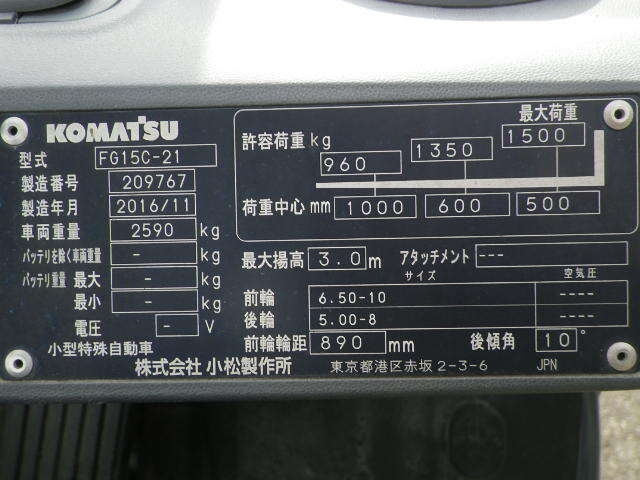 KOMATSU
型式 FG15C-21
製造番号 209767
製造年月 2016/11
車両重量 2590 kg
バッテリを除く車両重量 - kg
バッテリ重量 最大 - kg
最小 - kg
電圧 - V
小型特殊自動車
最大荷重
許容荷重 kg 960 1350 1500
荷重中心 mm 1000 600 500
最大揚高 3.0 m アタッチメント ---
サイズ 空気圧
前輪 6.50-10 ----
後輪 5.00-8 ----
前輪輪距 890 mm 後傾角 10°
株式会社 小松製作所 東京都港区赤坂 2-3-6 JPN